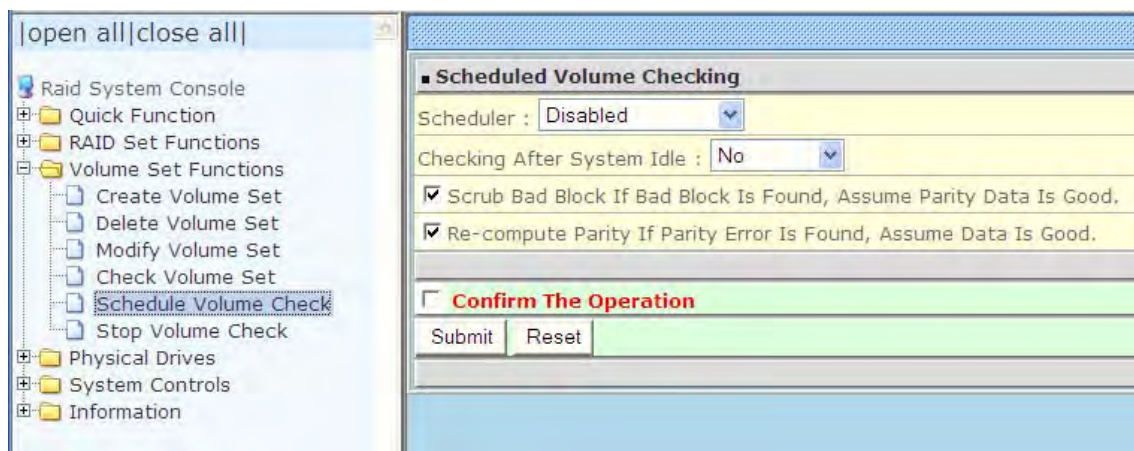 |open all|close all|
Raid System Console
Quick Function
RAID Set Functions
Volume Set Functions
Create Volume Set
Delete Volume Set
Modify Volume Set
Check Volume Set
Schedule Volume Check
Stop Volume Check
Physical Drives
System Controls
Information
Scheduled Volume Checking
Scheduler : Disabled
Checking After System Idle : No
Scrub Bad Block If Bad Block Is Found, Assume Parity Data Is Good.
Re-compute Parity If Parity Error Is Found, Assume Data Is Good.
Confirm The Operation
Submit Reset